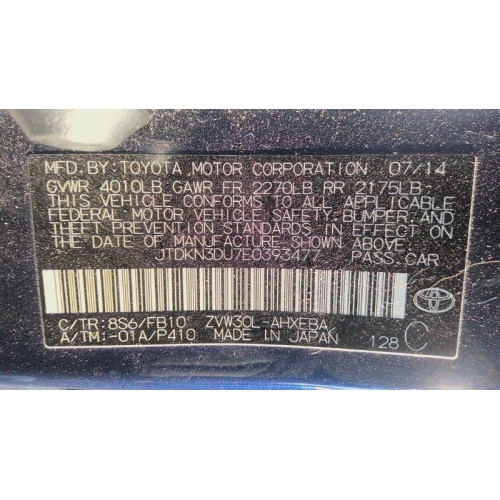 MFD. BY: TOYOTA MOTOR CORPORATION 07/14
GVWR 4010LB GAWR FR 2270LB RR 2175LB
THIS VEHICLE CONFORMS TO ALL APPLICABLE
FEDERAL MOTOR VEHICLE SAFETY, BUMPER, AND
THEFT PREVENTION STANDARDS IN EFFECT ON
THE DATE OF MANUFACTURE SHOWN ABOVE.
JTDKN3DU7E0393477 PASS. CAR
C/TR: 8S6/FB10 ZVW30L-AHXEBA
A/TM: -01A/P410 MADE IN JAPAN 128 C